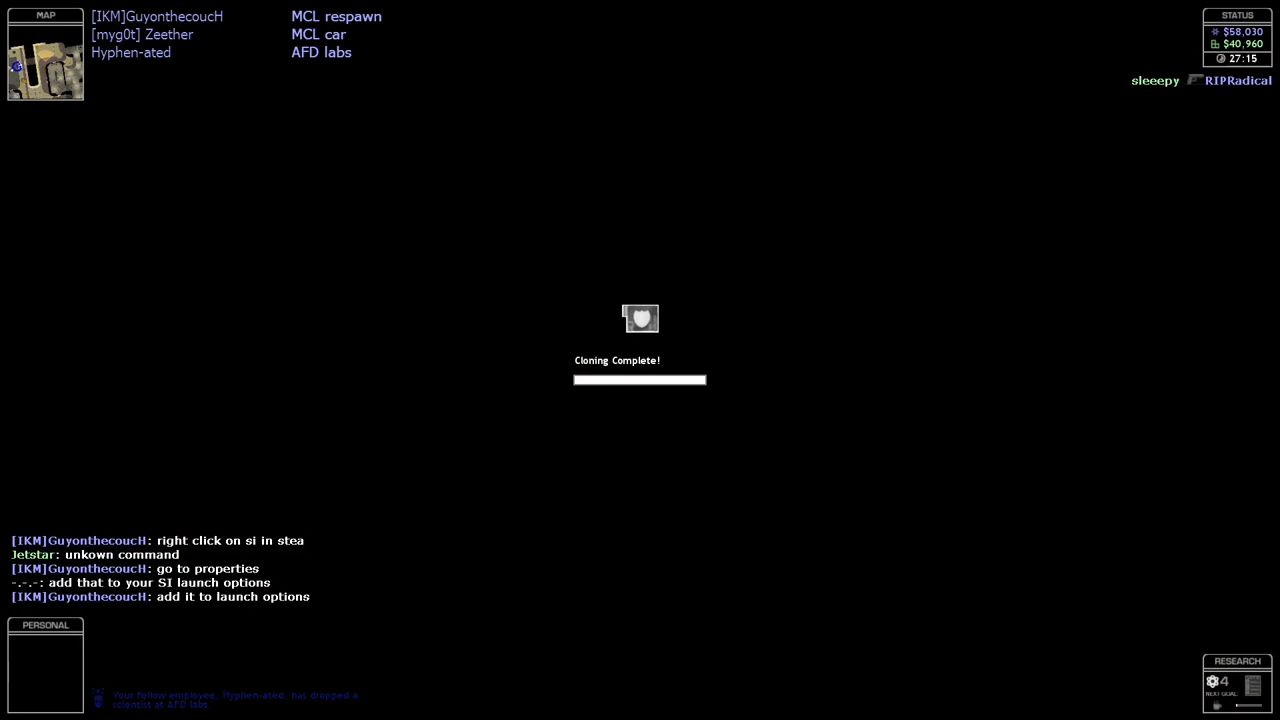 MAP
[IKM]GuyonthecoucH MCL respawn
[myg0t] Zeether MCL car
Hyphen-ated AFD labs
STATUS
$58,030
$40,960
27:15
sleeepy RIPRadical
Cloning Complete!
[IKM]GuyonthecoucH: right click on si in stea
Jetstar: unkown command
[IKM]GuyonthecoucH: go to properties
-.-.-: add that to your SI launch options
[IKM]GuyonthecoucH: add it to launch options
PERSONAL
Your fellow employee, Hyphen-ated, has dropped a
scientist at AFD labs.
RESEARCH
4
NEXT GOAL: